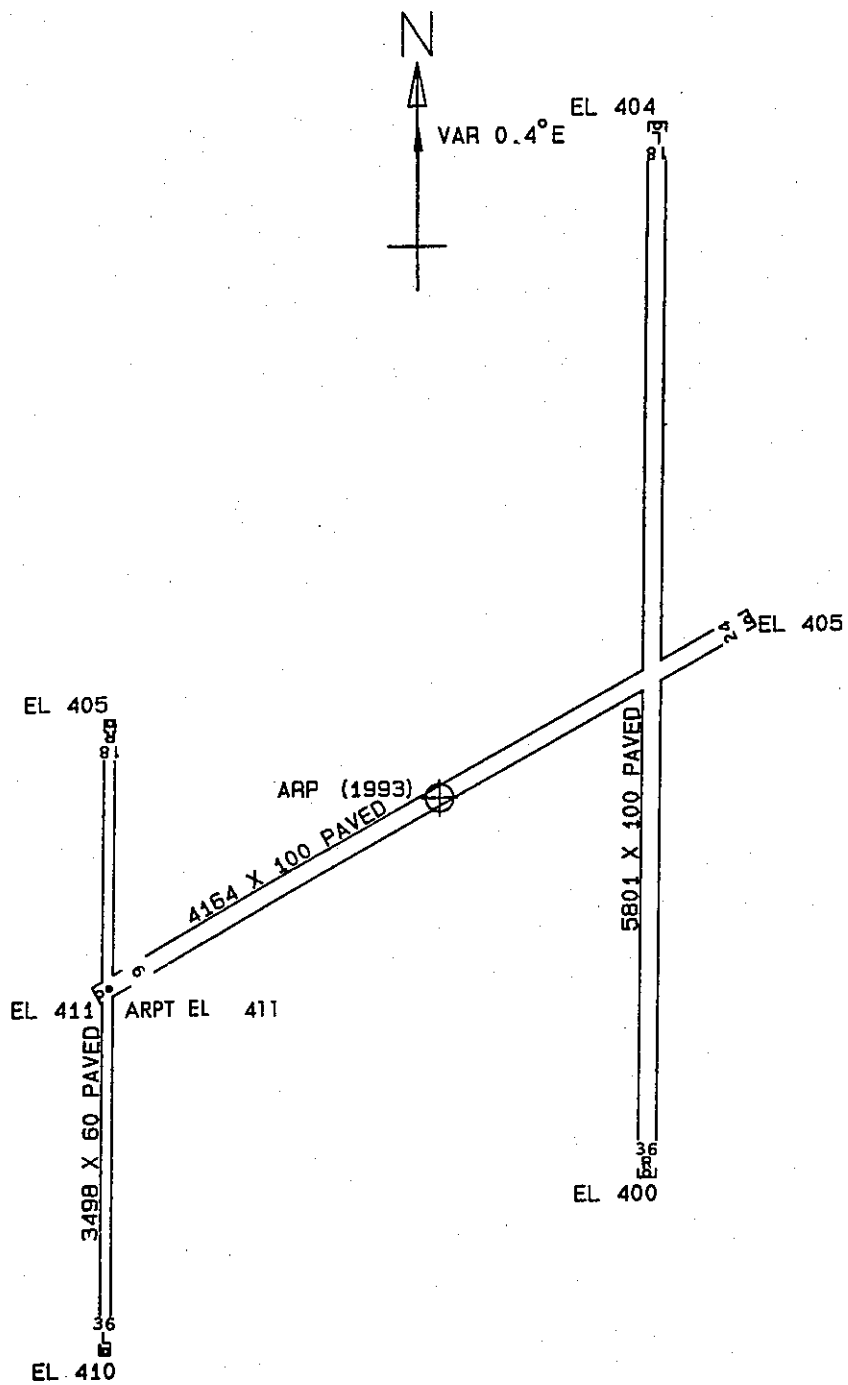 N
VAR 0.4°E
EL 404
18
L
EL 405
24
EL 405
18
R
ARP (1993)
4164 X 100 PAVED
5801 X 100 PAVED
6
EL 411
ARPT EL 411
3498 X 60 PAVED
36
R
EL 400
36
L
EL 410